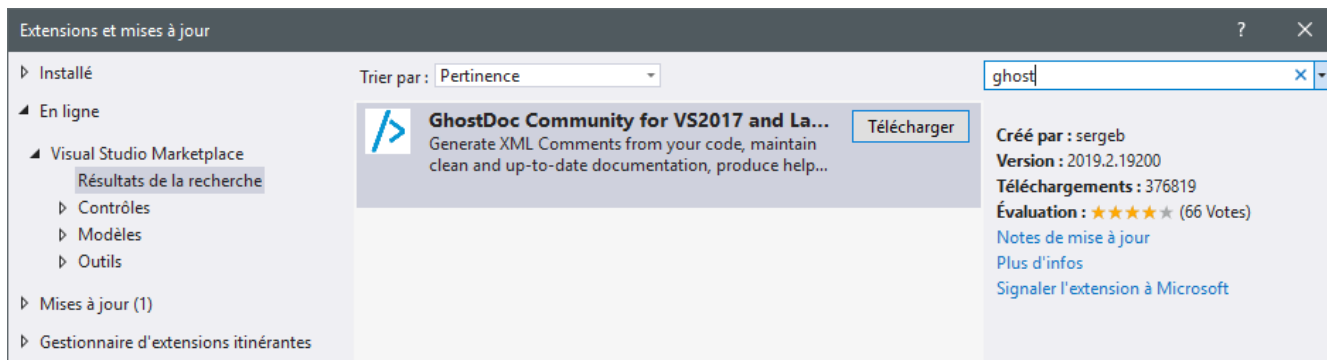 Extensions et mises à jour
?
Installé
En ligne
Visual Studio Marketplace
Résultats de la recherche
Contrôles
Modèles
Outils
Mises à jour (1)
Gestionnaire d'extensions itinérantes
Trier par : Pertinence
GhostDoc Community for VS2017 and La...
Generate XML Comments from your code, maintain
clean and up-to-date documentation, produce help...
Télécharger
ghost
Créé par : sergeb
Version : 2019.2.19200
Téléchargements : 376819
Évaluation : (66 Votes)
Notes de mise à jour
Plus d'infos
Signaler l'extension à Microsoft